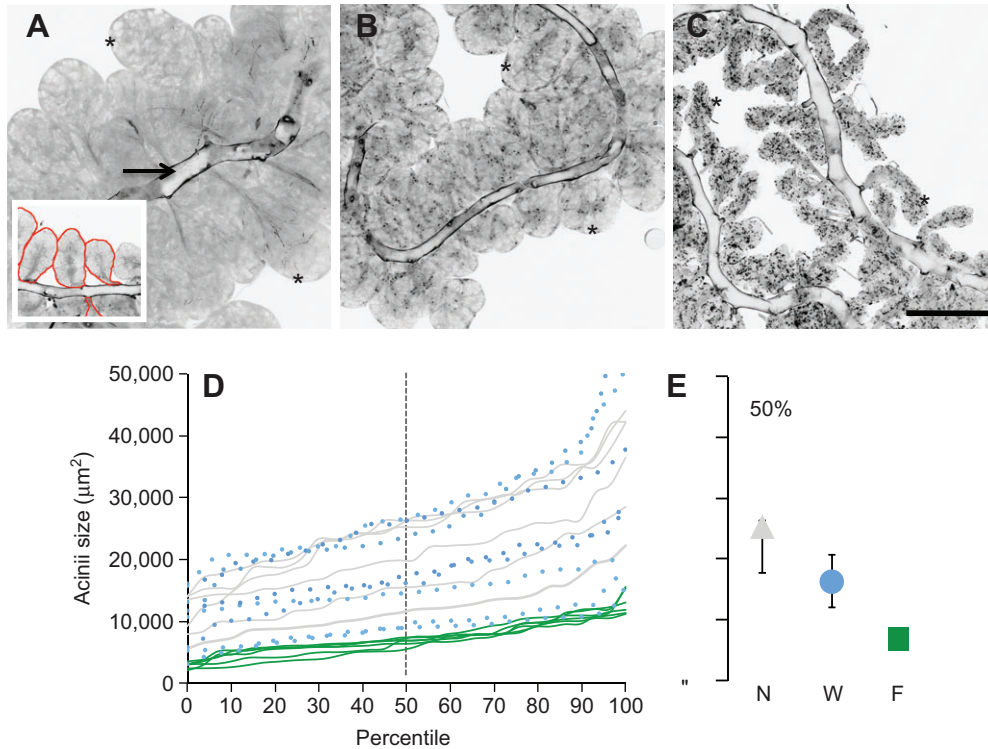 A
B
C
*
*
*
*
*
*
D
50,000
40,000
30,000
20,000
10,000
0
Acinii size (μm²)
0 10 20 30 40 50 60 70 80 90 100
Percentile
E
50%
"
N W F